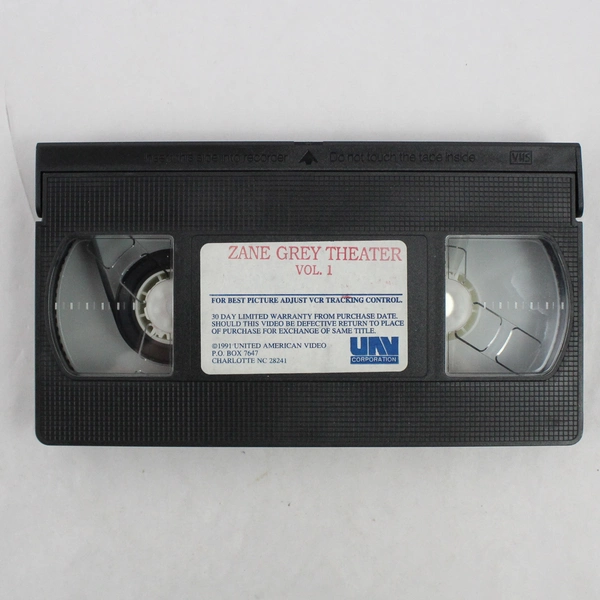 Do not touch the tape inside
VHS
ZANE GREY THEATER
VOL. 1
FOR BEST PICTURE ADJUST VCR TRACKING CONTROL.
30 DAY LIMITED WARRANTY FROM PURCHASE DATE.
SHOULD THIS VIDEO BE DEFECTIVE RETURN TO PLACE
OF PURCHASE FOR EXCHANGE OF SAME TITLE.
©1991 UNITED AMERICAN VIDEO
P.O. BOX 7647
CHARLOTTE NC 28241
UAV
CORPORATION